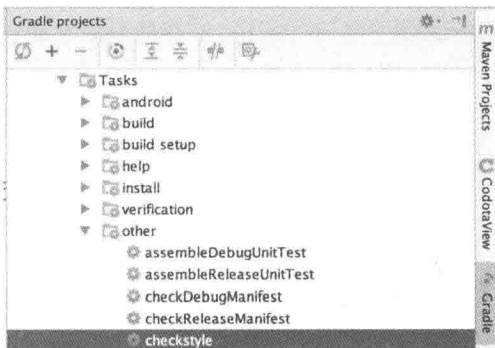 Gradle projects
Tasks
android
build
build setup
help
install
verification
other
assembleDebugUnitTest
assembleReleaseUnitTest
checkDebugManifest
checkReleaseManifest
checkstyle
Maven Projects
CodotaView
Gradle